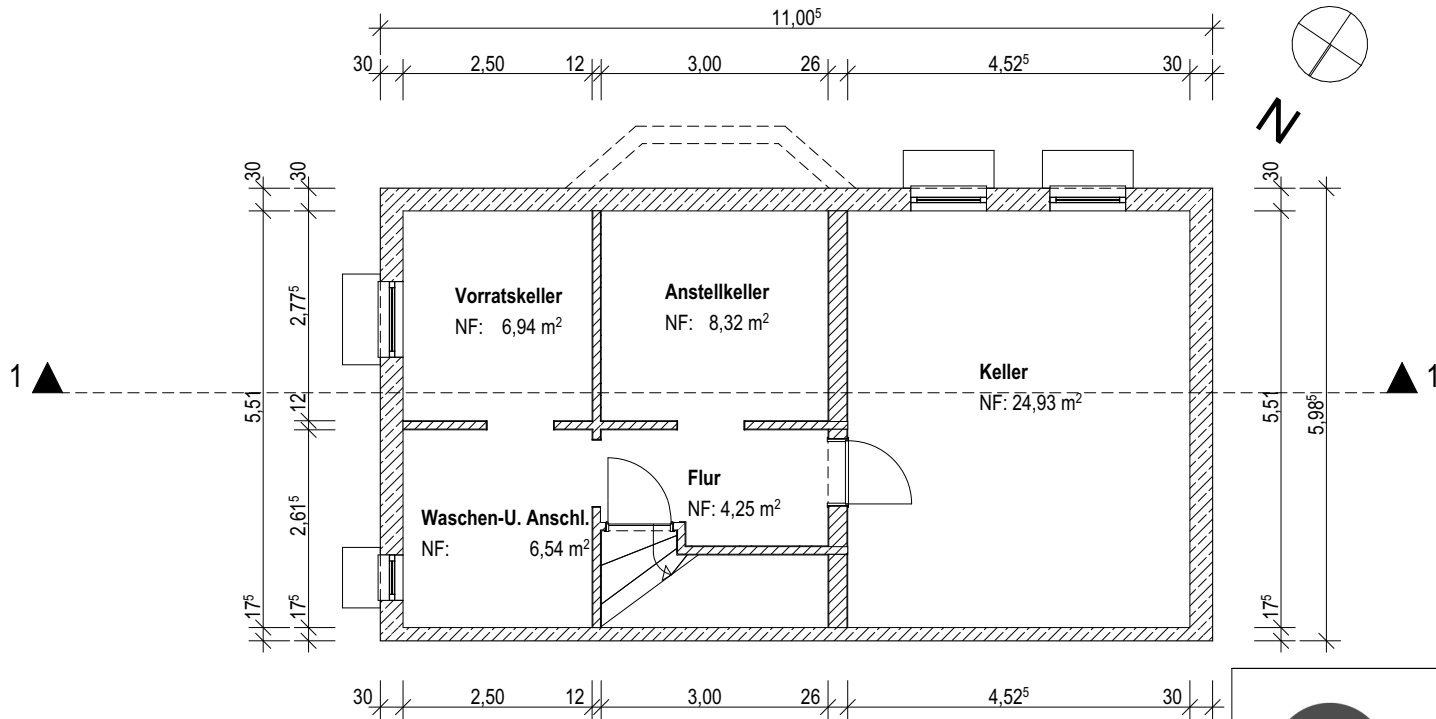 11,00⁵
30 2,50 12 3,00 26 4,52⁵ 30
N
30 30 30
Vorratskeller
NF: 6,94 m²
Anstellkeller
NF: 8,32 m²
2,77⁵
1 1
Keller
NF: 24,93 m²
5,51 12 5,51 5,98⁵
Flur
NF: 4,25 m²
2,61⁵
Waschen-U. Anschl.
NF: 6,54 m²
17⁵ 17⁵ 17⁵
30 2,50 12 3,00 26 4,52⁵ 30